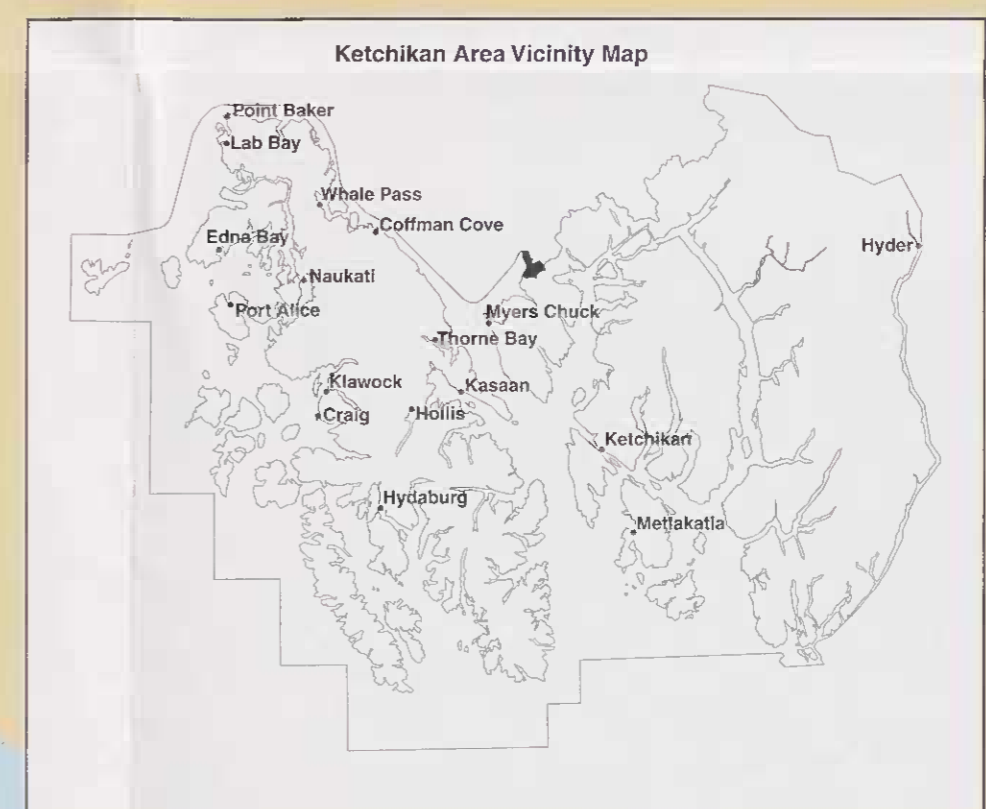 Ketchikan Area Vicinity Map
Point Baker
Lab Bay
Whale Pass
Coffman Cove
Edna Bay
Hyder
Naukati
Port Alice
Myers Chuck
Thorne Bay
Klawock
Kasaan
Craig
Hollis
Ketchikan
Hydaburg
Metlakatla